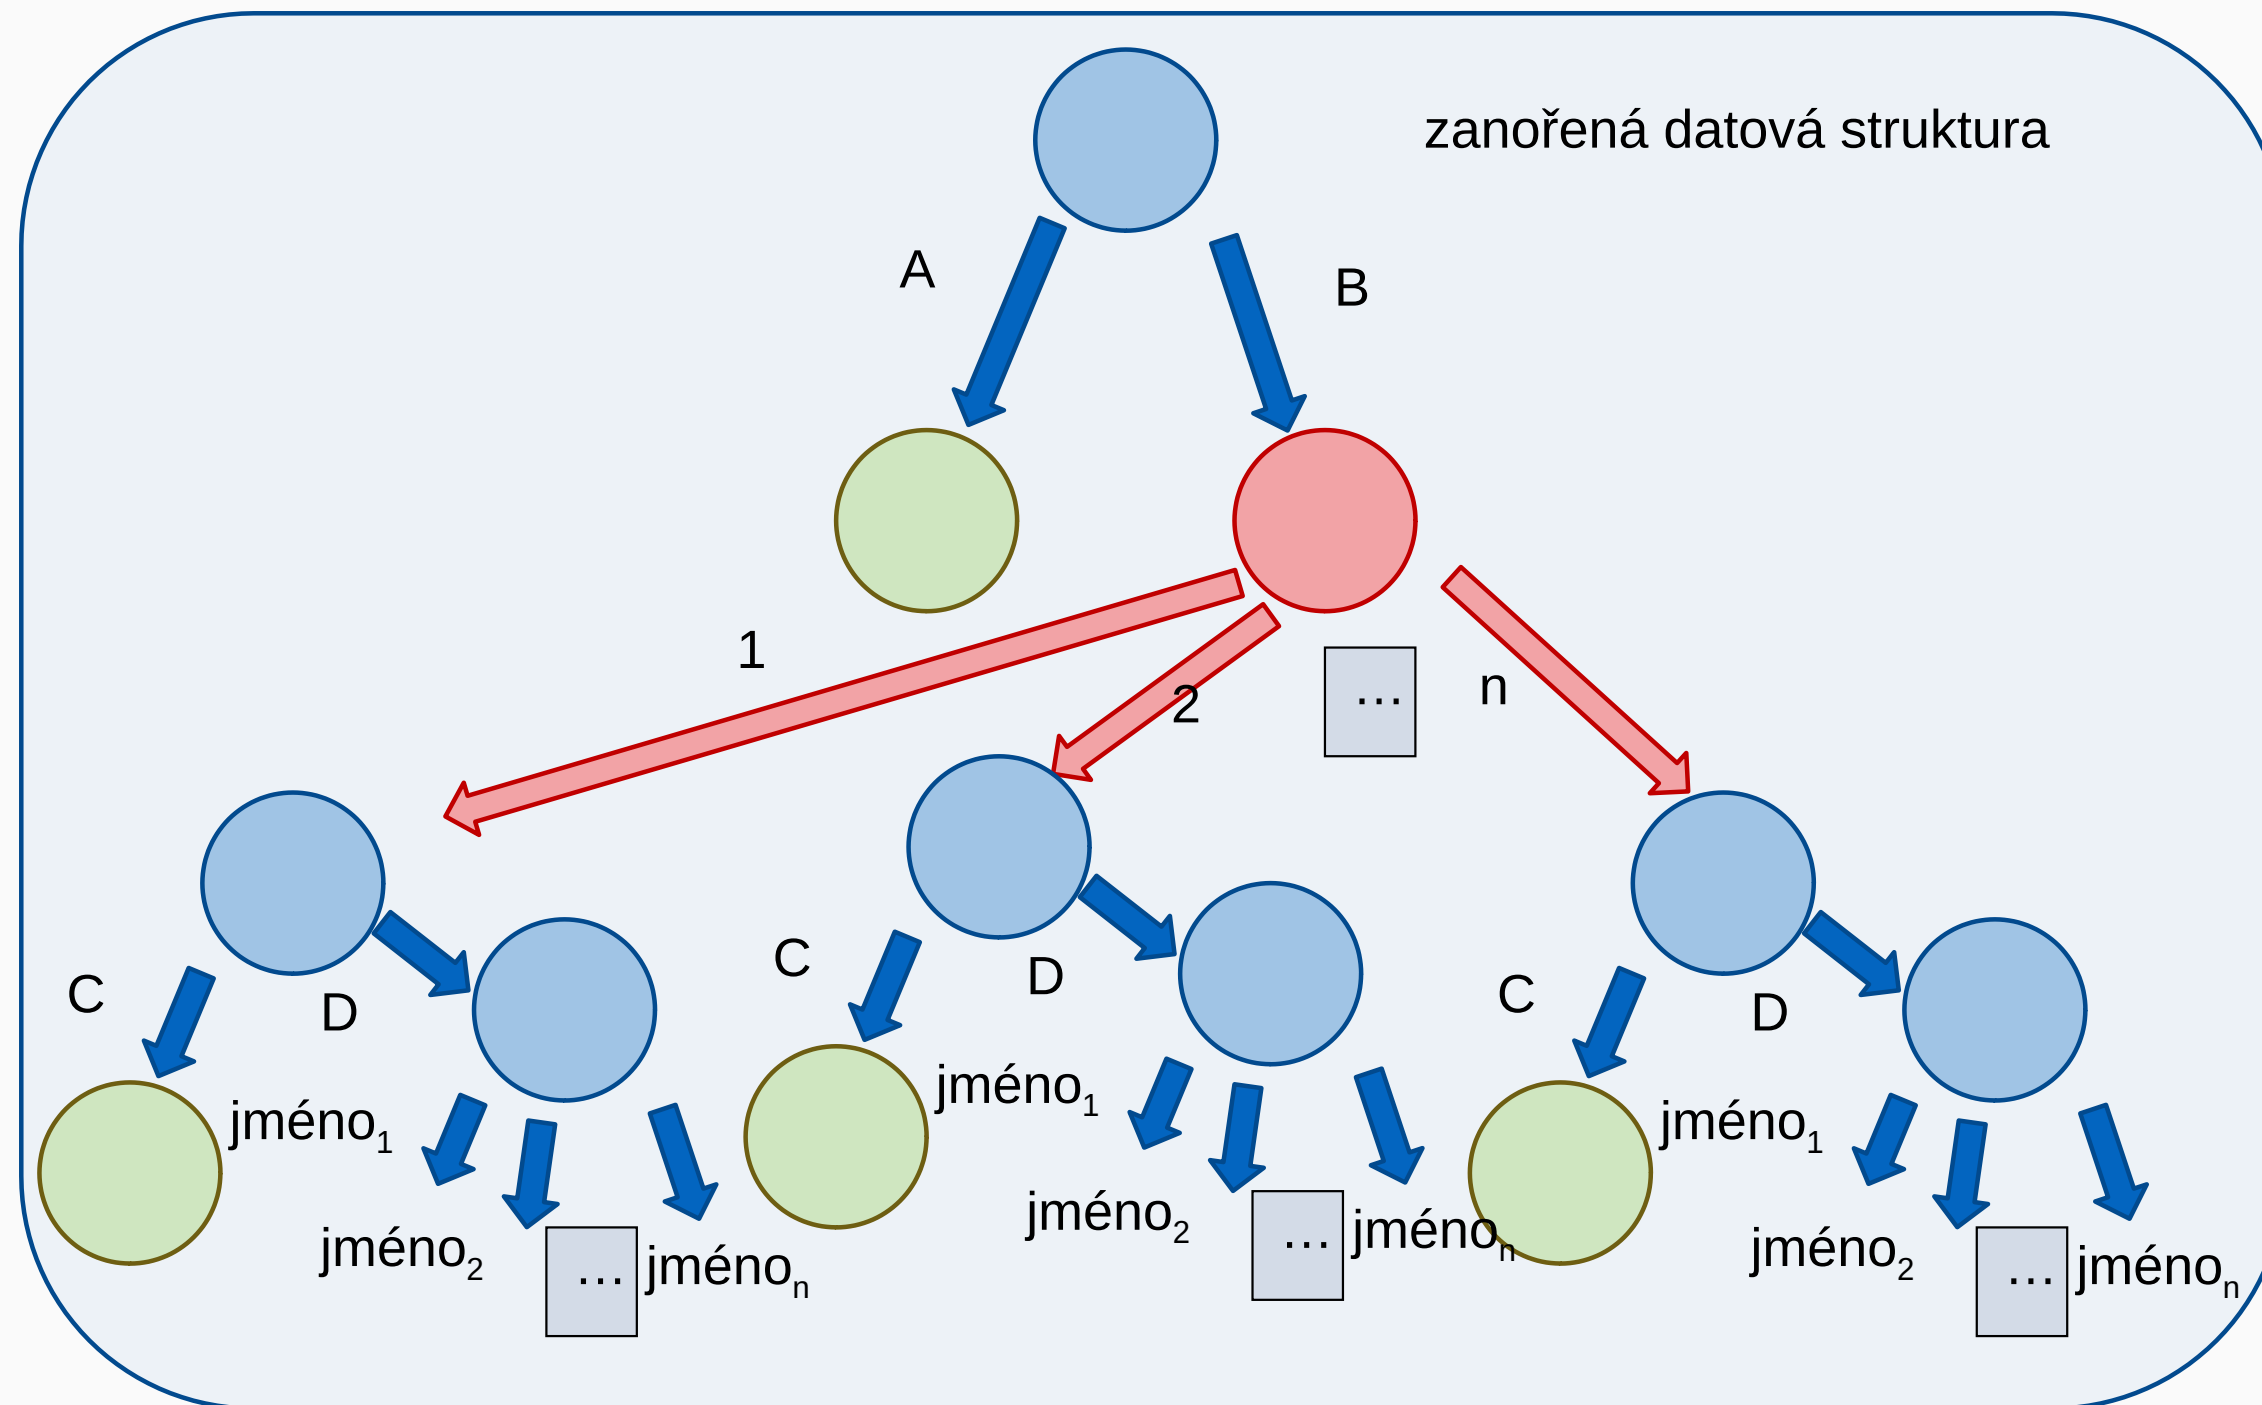 zanořená datová struktura
A
B
1
2
…
n
C
D
jméno1
jméno2
…
jménon
C
D
jméno1
jméno2
…
jménon
C
D
jméno1
jméno2
…
jménon